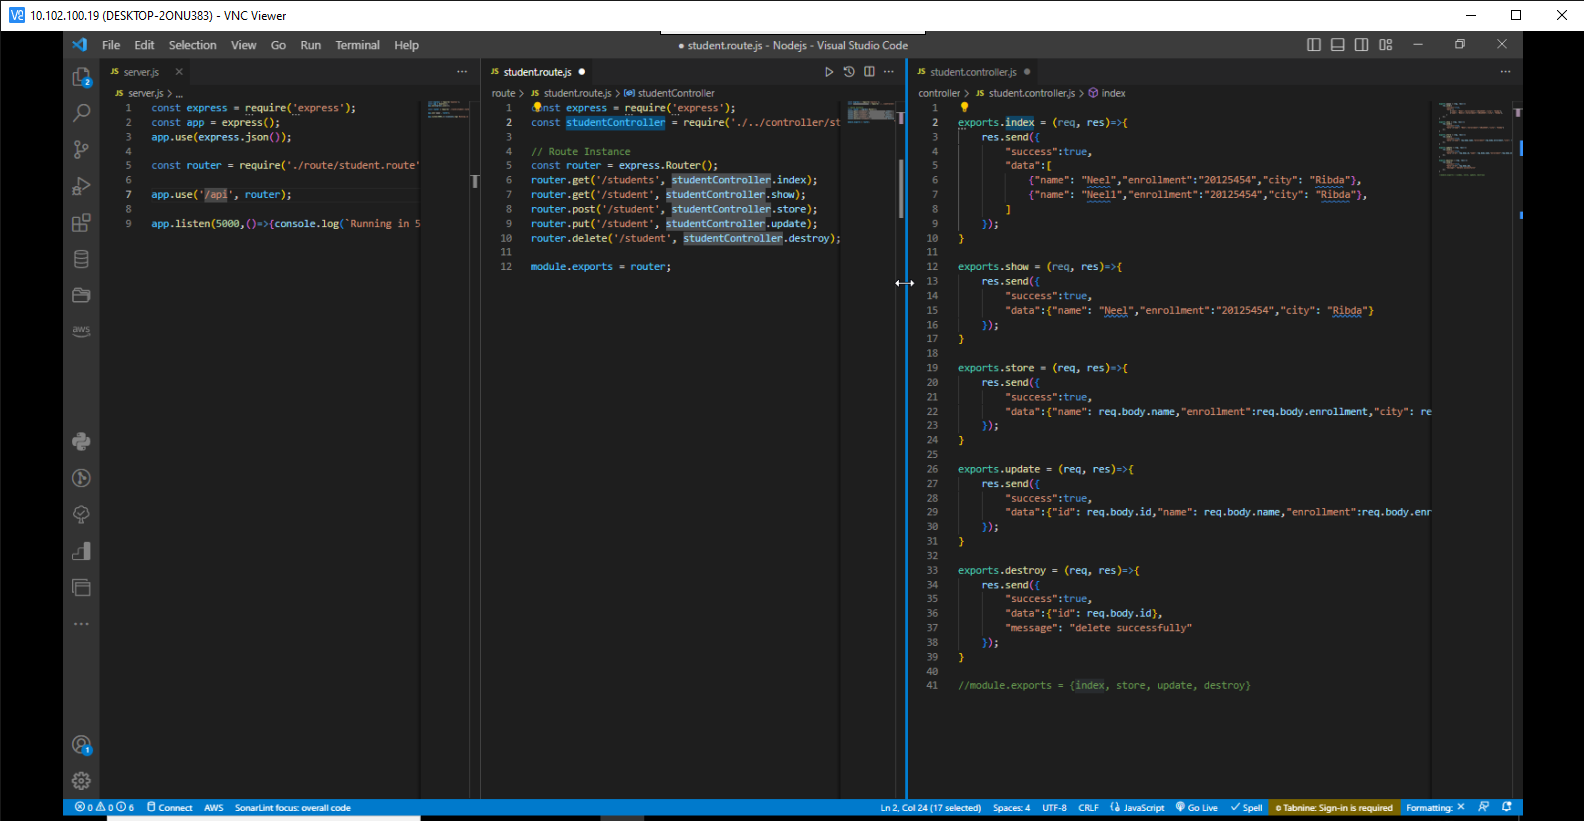 10.102.100.19 (DESKTOP-2ONU383) - VNC Viewer
File Edit Selection View Go Run Terminal Help
● student.route.js - Nodejs - Visual Studio Code
JS server.js ×
JS server.js > ...
1 const express = require('express');
2 const app = express();
3 app.use(express.json());
4
5 const router = require('./route/student.route'
6
7 app.use('/api', router);
8
9 app.listen(5000,()=>{console.log(`Running in 5
JS student.route.js ●
route > JS student.route.js > studentController
1 const express = require('express');
2 const studentController = require('./../controller/st
3
4 // Route Instance
5 const router = express.Router();
6 router.get('/students', studentController.index);
7 router.get('/student', studentController.show);
8 router.post('/student', studentController.store);
9 router.put('/student', studentController.update);
10 router.delete('/student', studentController.destroy);
11
12 module.exports = router;
JS student.controller.js ●
controller > JS student.controller.js > index
1
2 exports.index = (req, res)=>{
3 res.send({
4 "success":true,
5 "data":[
6 {"name": "Neel","enrollment":"20125454","city": "Ribda"},
7 {"name": "Neel1","enrollment":"20125454","city": "Ribda"},
8 ]
9 });
10 }
11
12 exports.show = (req, res)=>{
13 res.send({
14 "success":true,
15 "data":{"name": "Neel","enrollment":"20125454","city": "Ribda"}
16 });
17 }
18
19 exports.store = (req, res)=>{
20 res.send({
21 "success":true,
22 "data":{"name": req.body.name,"enrollment":req.body.enrollment,"city": re
23 });
24 }
25
26 exports.update = (req, res)=>{
27 res.send({
28 "success":true,
29 "data":{"id": req.body.id,"name": req.body.name,"enrollment":req.body.enr
30 });
31 }
32
33 exports.destroy = (req, res)=>{
34 res.send({
35 "success":true,
36 "data":{"id": req.body.id},
37 "message": "delete successfully"
38 });
39 }
40
41 //module.exports = {index, store, update, destroy}
2
aws
1
0 0 6 Connect AWS SonarLint focus: overall code
Ln 2, Col 24 (17 selected) Spaces: 4 UTF-8 CRLF JavaScript Go Live Spell Tabnine: Sign-in is required Formatting: ×